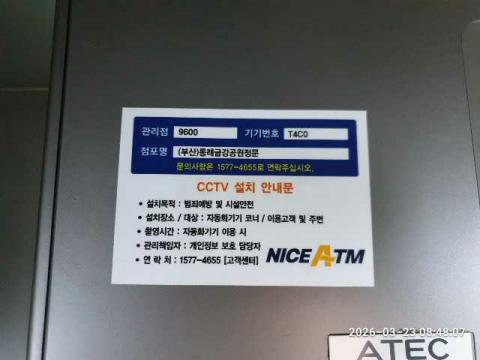 관리점 9600 기기번호 T4C0
점포명 (부산)동래금강공원정문
문의사항은 1577-4655로 연락주십시오.
CCTV 설치 안내문
• 설치목적 : 범죄예방 및 시설안전
• 설치장소 / 대상 : 자동화기기 코너 / 이용고객 및 주변
• 촬영시간 : 자동화기기 이용 시
• 관리책임자 : 개인정보 보호 담당자
• 연 락 처 : 1577-4655 [고객센터]
NICE ATM
2026-03-23 08:48:07
ATEC